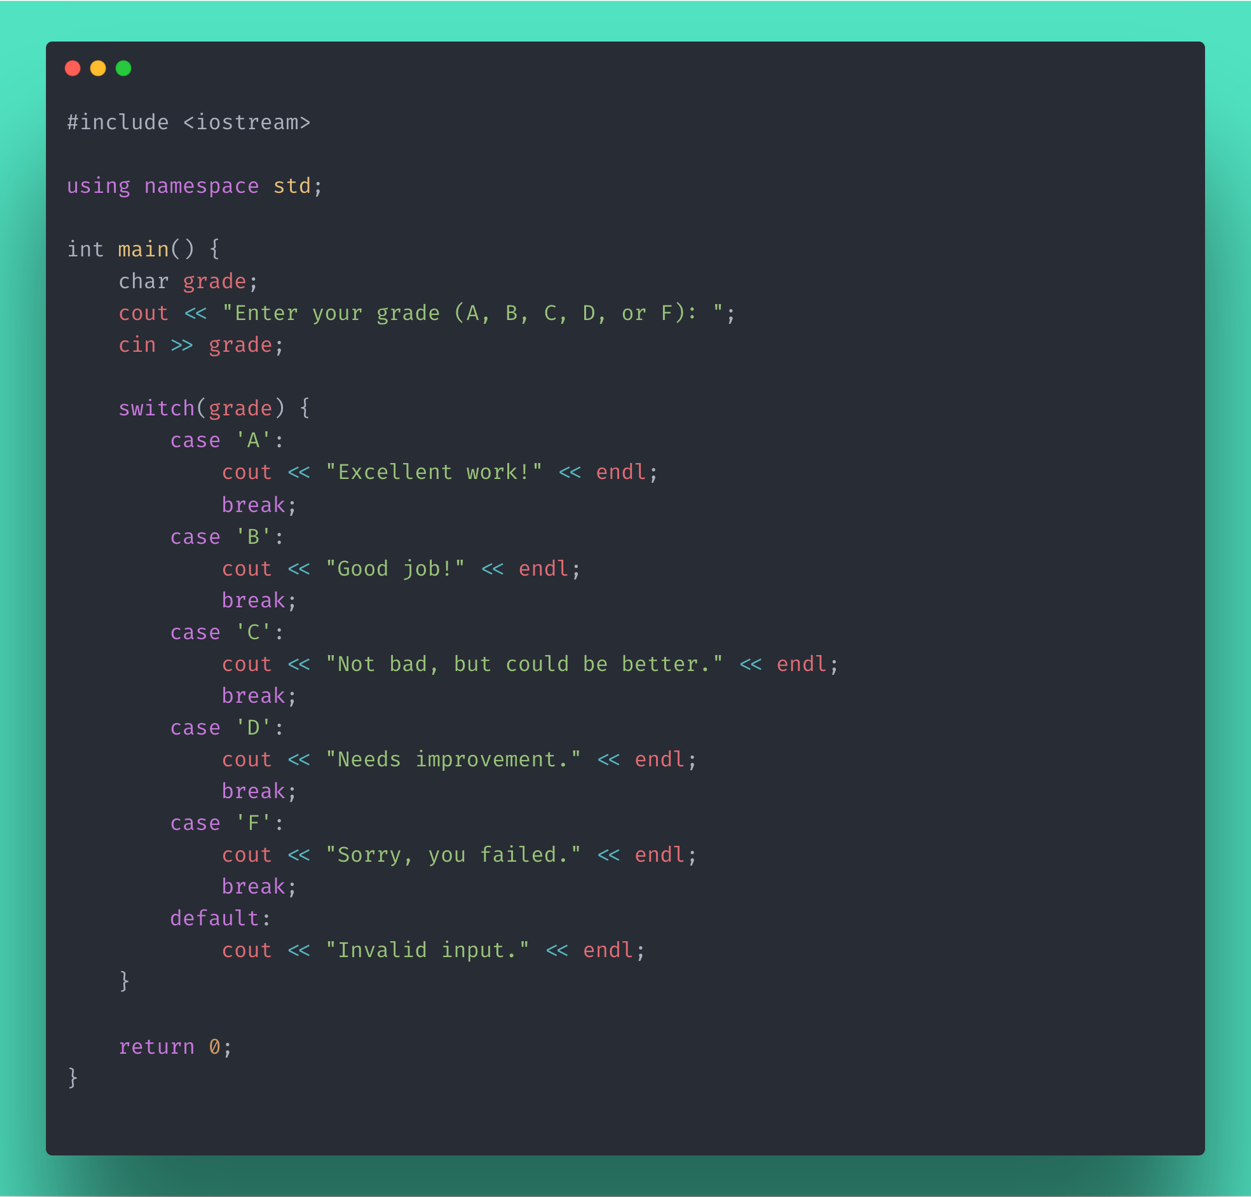 #include <iostream>

using namespace std;

int main() {
    char grade;
    cout << "Enter your grade (A, B, C, D, or F): ";
    cin >> grade;

    switch(grade) {
        case 'A':
            cout << "Excellent work!" << endl;
            break;
        case 'B':
            cout << "Good job!" << endl;
            break;
        case 'C':
            cout << "Not bad, but could be better." << endl;
            break;
        case 'D':
            cout << "Needs improvement." << endl;
            break;
        case 'F':
            cout << "Sorry, you failed." << endl;
            break;
        default:
            cout << "Invalid input." << endl;
    }

    return 0;
}